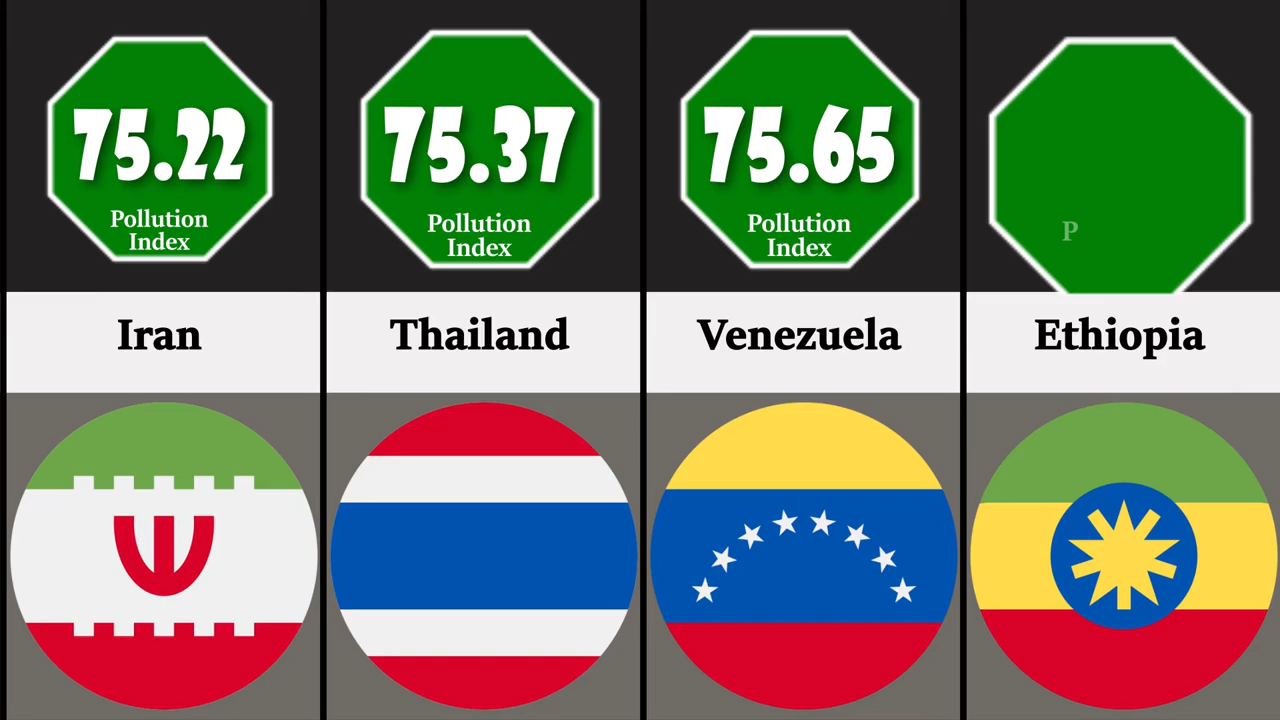 75.22
Pollution
Index
75.37
Pollution
Index
75.65
Pollution
Index
P
Iran
Thailand
Venezuela
Ethiopia